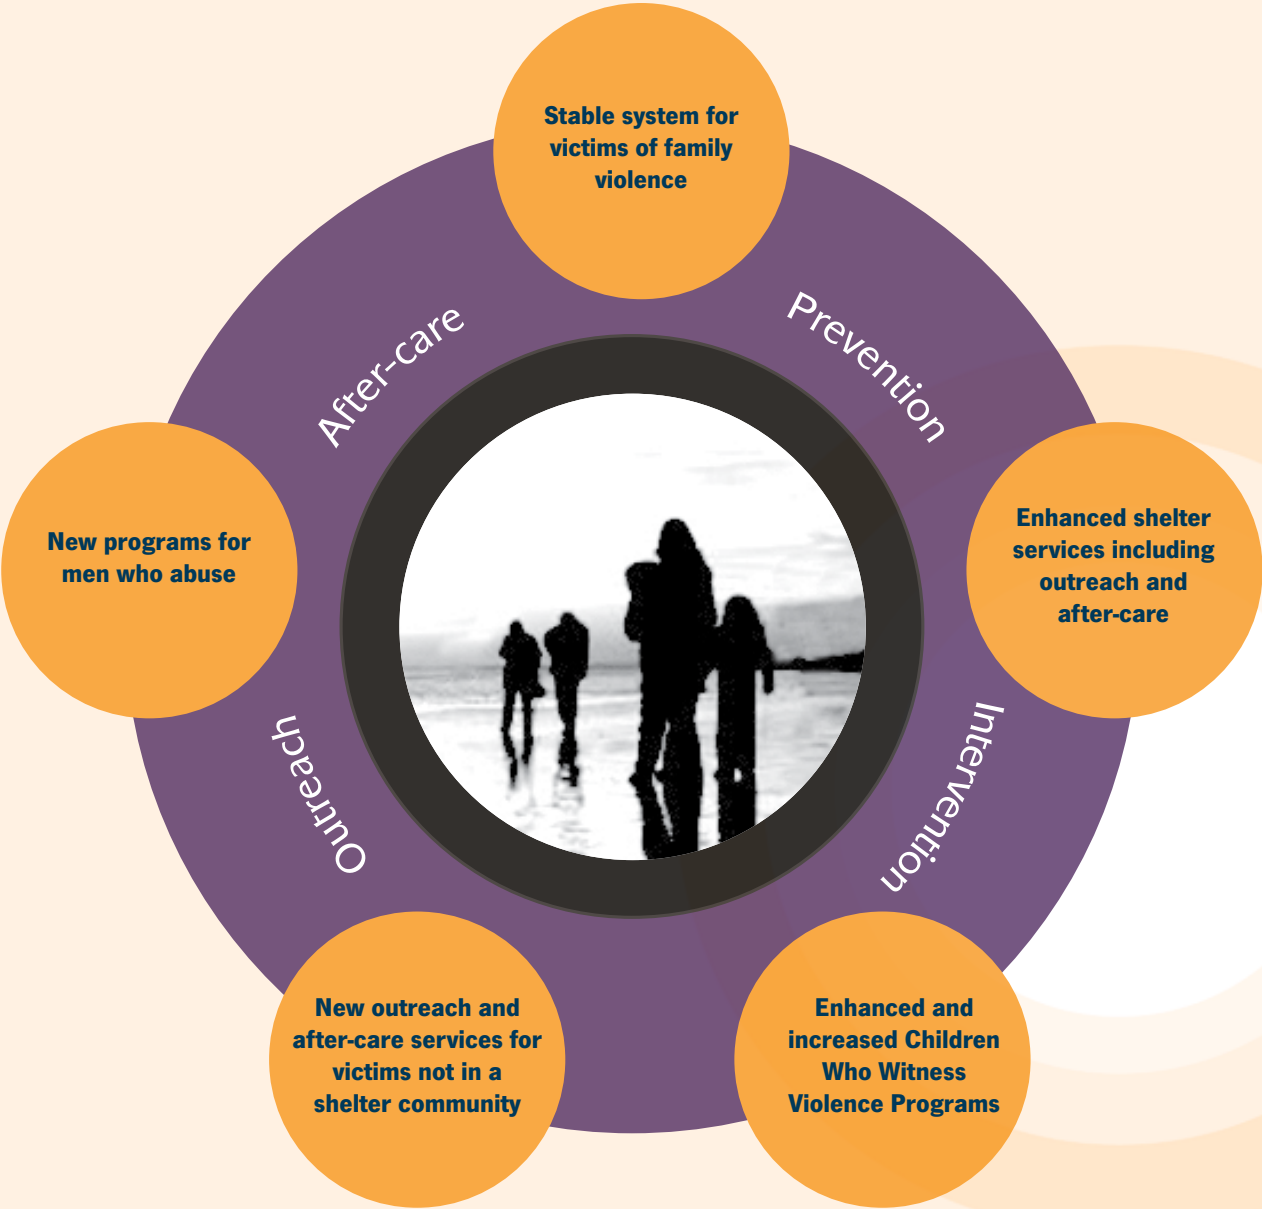 Stable system for
victims of family
violence
After-care
Prevention
New programs for
men who abuse
Enhanced shelter
services including
outreach and
after-care
Outreach
Intervention
New outreach and
after-care services for
victims not in a
shelter community
Enhanced and
increased Children
Who Witness
Violence Programs